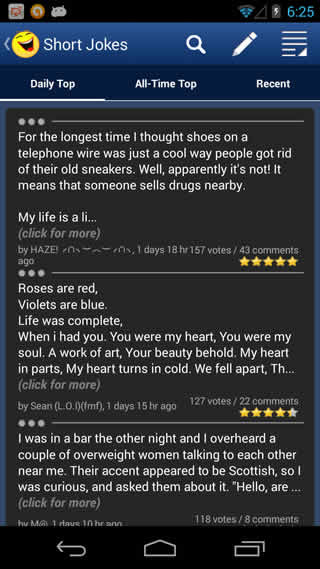 6:25
Short Jokes
Daily Top
All-Time Top
Recent
For the longest time I thought shoes on a
telephone wire was just a cool way people got rid
of their old sneakers. Well, apparently it's not! It
means that someone sells drugs nearby.
My life is a li...
(click for more)
by HAZE! , 1 days 18 hr
ago
157 votes / 43 comments
Roses are red,
Violets are blue.
Life was complete,
When i had you. You were my heart, You were my
soul. A work of art, Your beauty behold. My heart
in parts, My heart turns in cold. We fell apart, Th...
(click for more)
by Sean (L.O.I)(fmf), 1 days 15 hr ago
127 votes / 22 comments
I was in a bar the other night and I overheard a
couple of overweight women talking to each other
near me. Their accent appeared to be Scottish, so I
was curious, and asked them about it. "Hello, are ...
(click for more)
by M@, 1 days 10 hr ago
118 votes / 8 comments